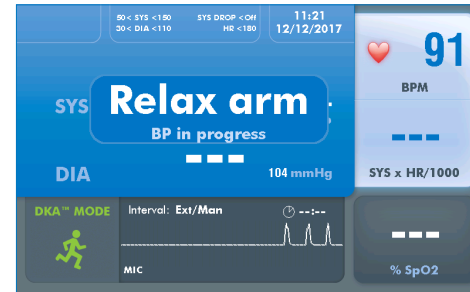 50 < SYS <150 SYS DROP <Off
30 < DIA <110 HR <180
11:21
12/12/2017
91
BPM
SYS
Relax arm
BP in progress
---
DIA
104 mmHg
---
SYS x HR/1000
DKA™ MODE
Interval: Ext/Man
--:--
MIC
---
% SpO2